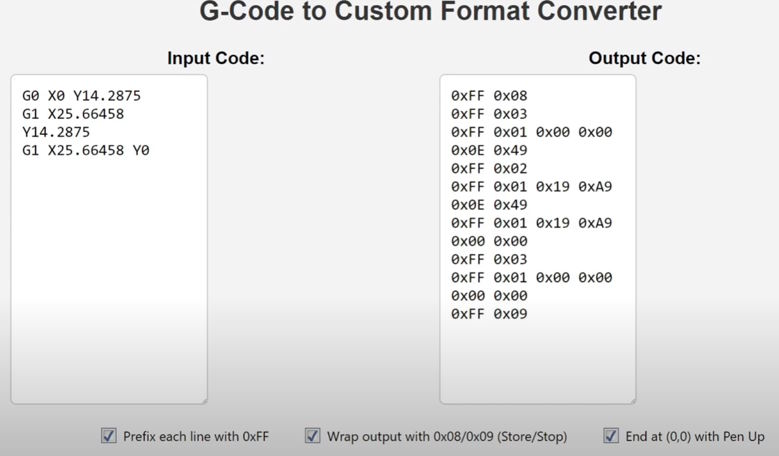 G-Code to Custom Format Converter
Input Code:
G0 X0 Y14.2875
G1 X25.66458
Y14.2875
G1 X25.66458 Y0
Output Code:
0xFF 0x08
0xFF 0x03
0xFF 0x01 0x00 0x00
0x0E 0x49
0xFF 0x02
0xFF 0x01 0x19 0xA9
0x0E 0x49
0xFF 0x01 0x19 0xA9
0x00 0x00
0xFF 0x03
0xFF 0x01 0x00 0x00
0x00 0x00
0xFF 0x09
Prefix each line with 0xFF
Wrap output with 0x08/0x09 (Store/Stop)
End at (0,0) with Pen Up